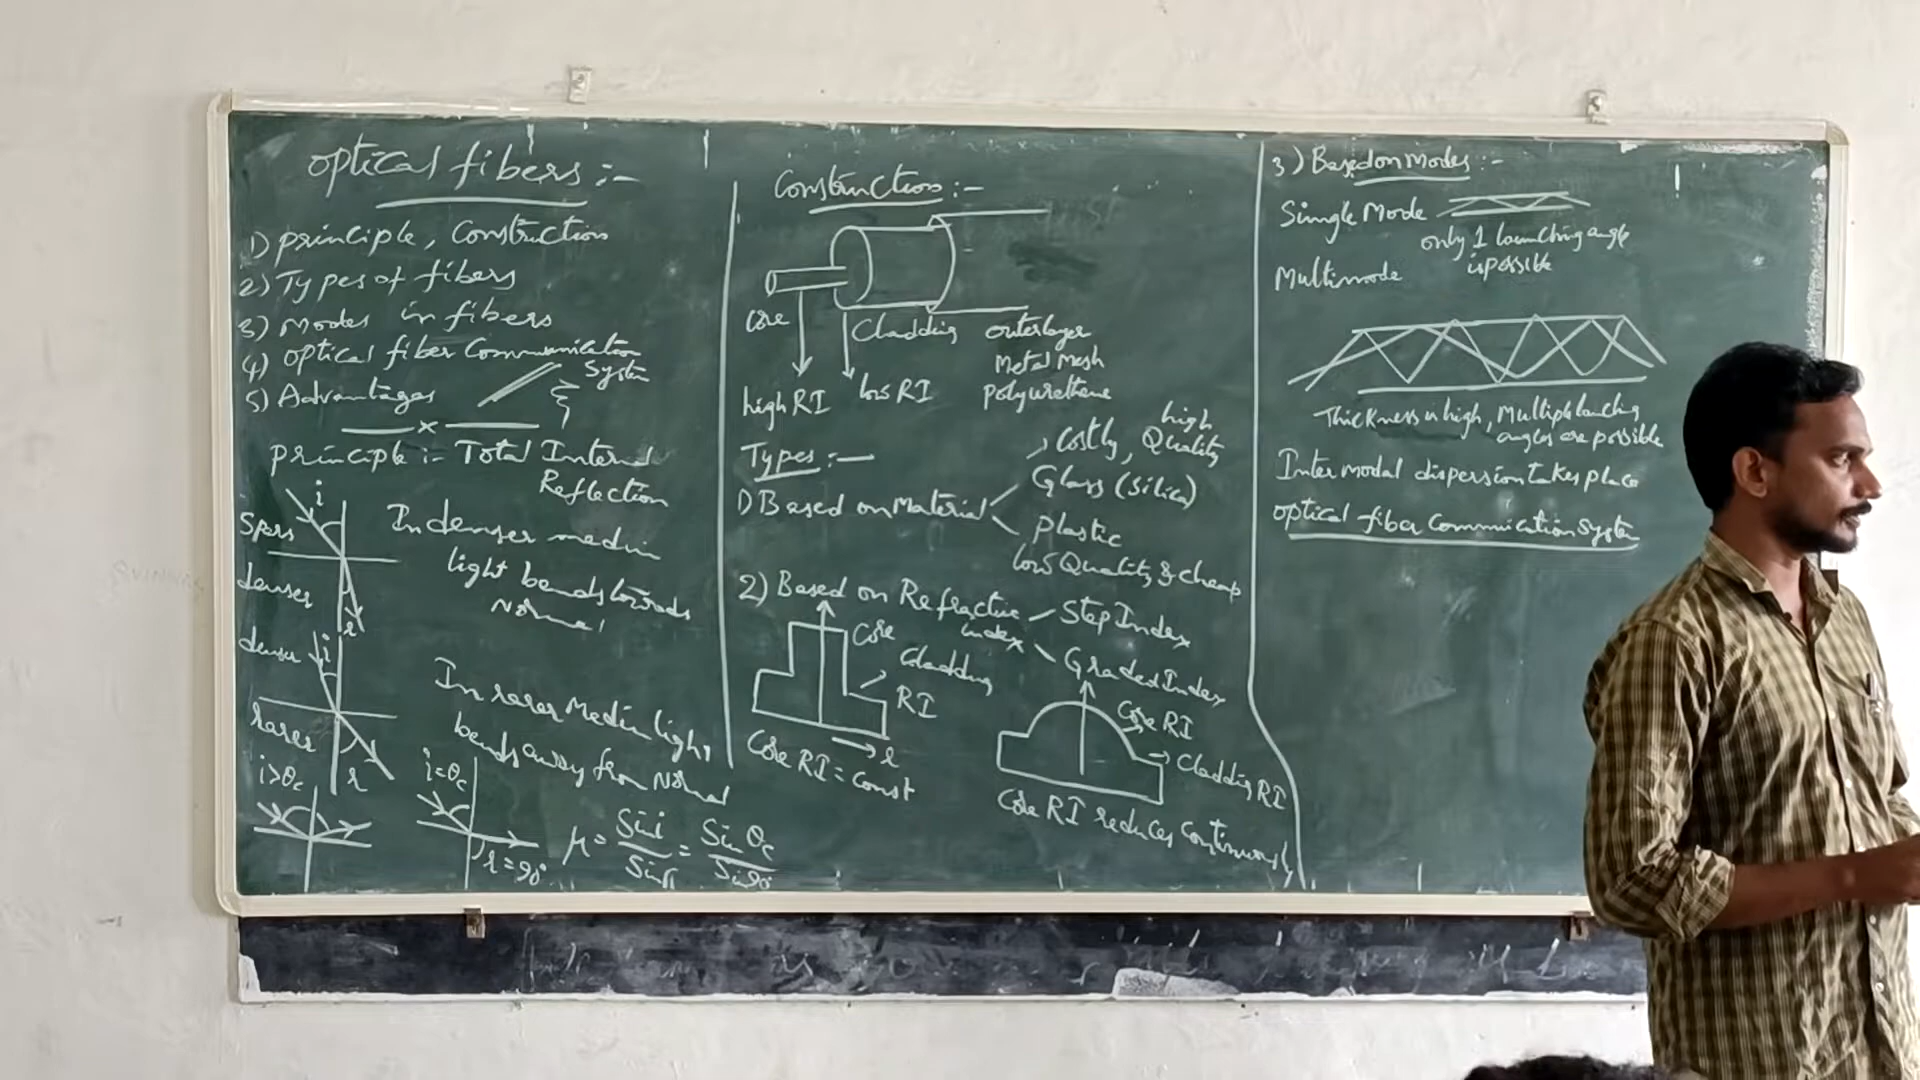 optical fibers :-
1) principle, Construction
2) Types of fibers
3) Modes in fibers
4) optical fiber Communication
System
5) Advantages
x
principle :- Total Internal
Reflection
i
denser
r
In denser medium
light bends towards
Normal
denser
i
rarer
r
In rarer Medium light
bends away from Normal
i>θc
i=θc
r=90°
μ = Sin i / Sin r = Sin θc / Sin 90°
Construction :-
Core
Cladding
outer layer
Metal Mesh
polyurethene
high RI
low RI
Types :-
1) Based on Material
Costly, high Quality
Glass (Silica)
Plastic
low Quality & cheap
2) Based on Refractive
index
Step Index
Graded Index
Core
Cladding
RI
r
Core RI = Const
Core RI
Cladding RI
Core RI reduces continuously
3) Based on modes :-
Single Mode
only 1 launching angle
is possible
Multimode
Thickness is high, Multiple launching
angles are possible
Inter modal dispersion takes place
optical fiber Communication System